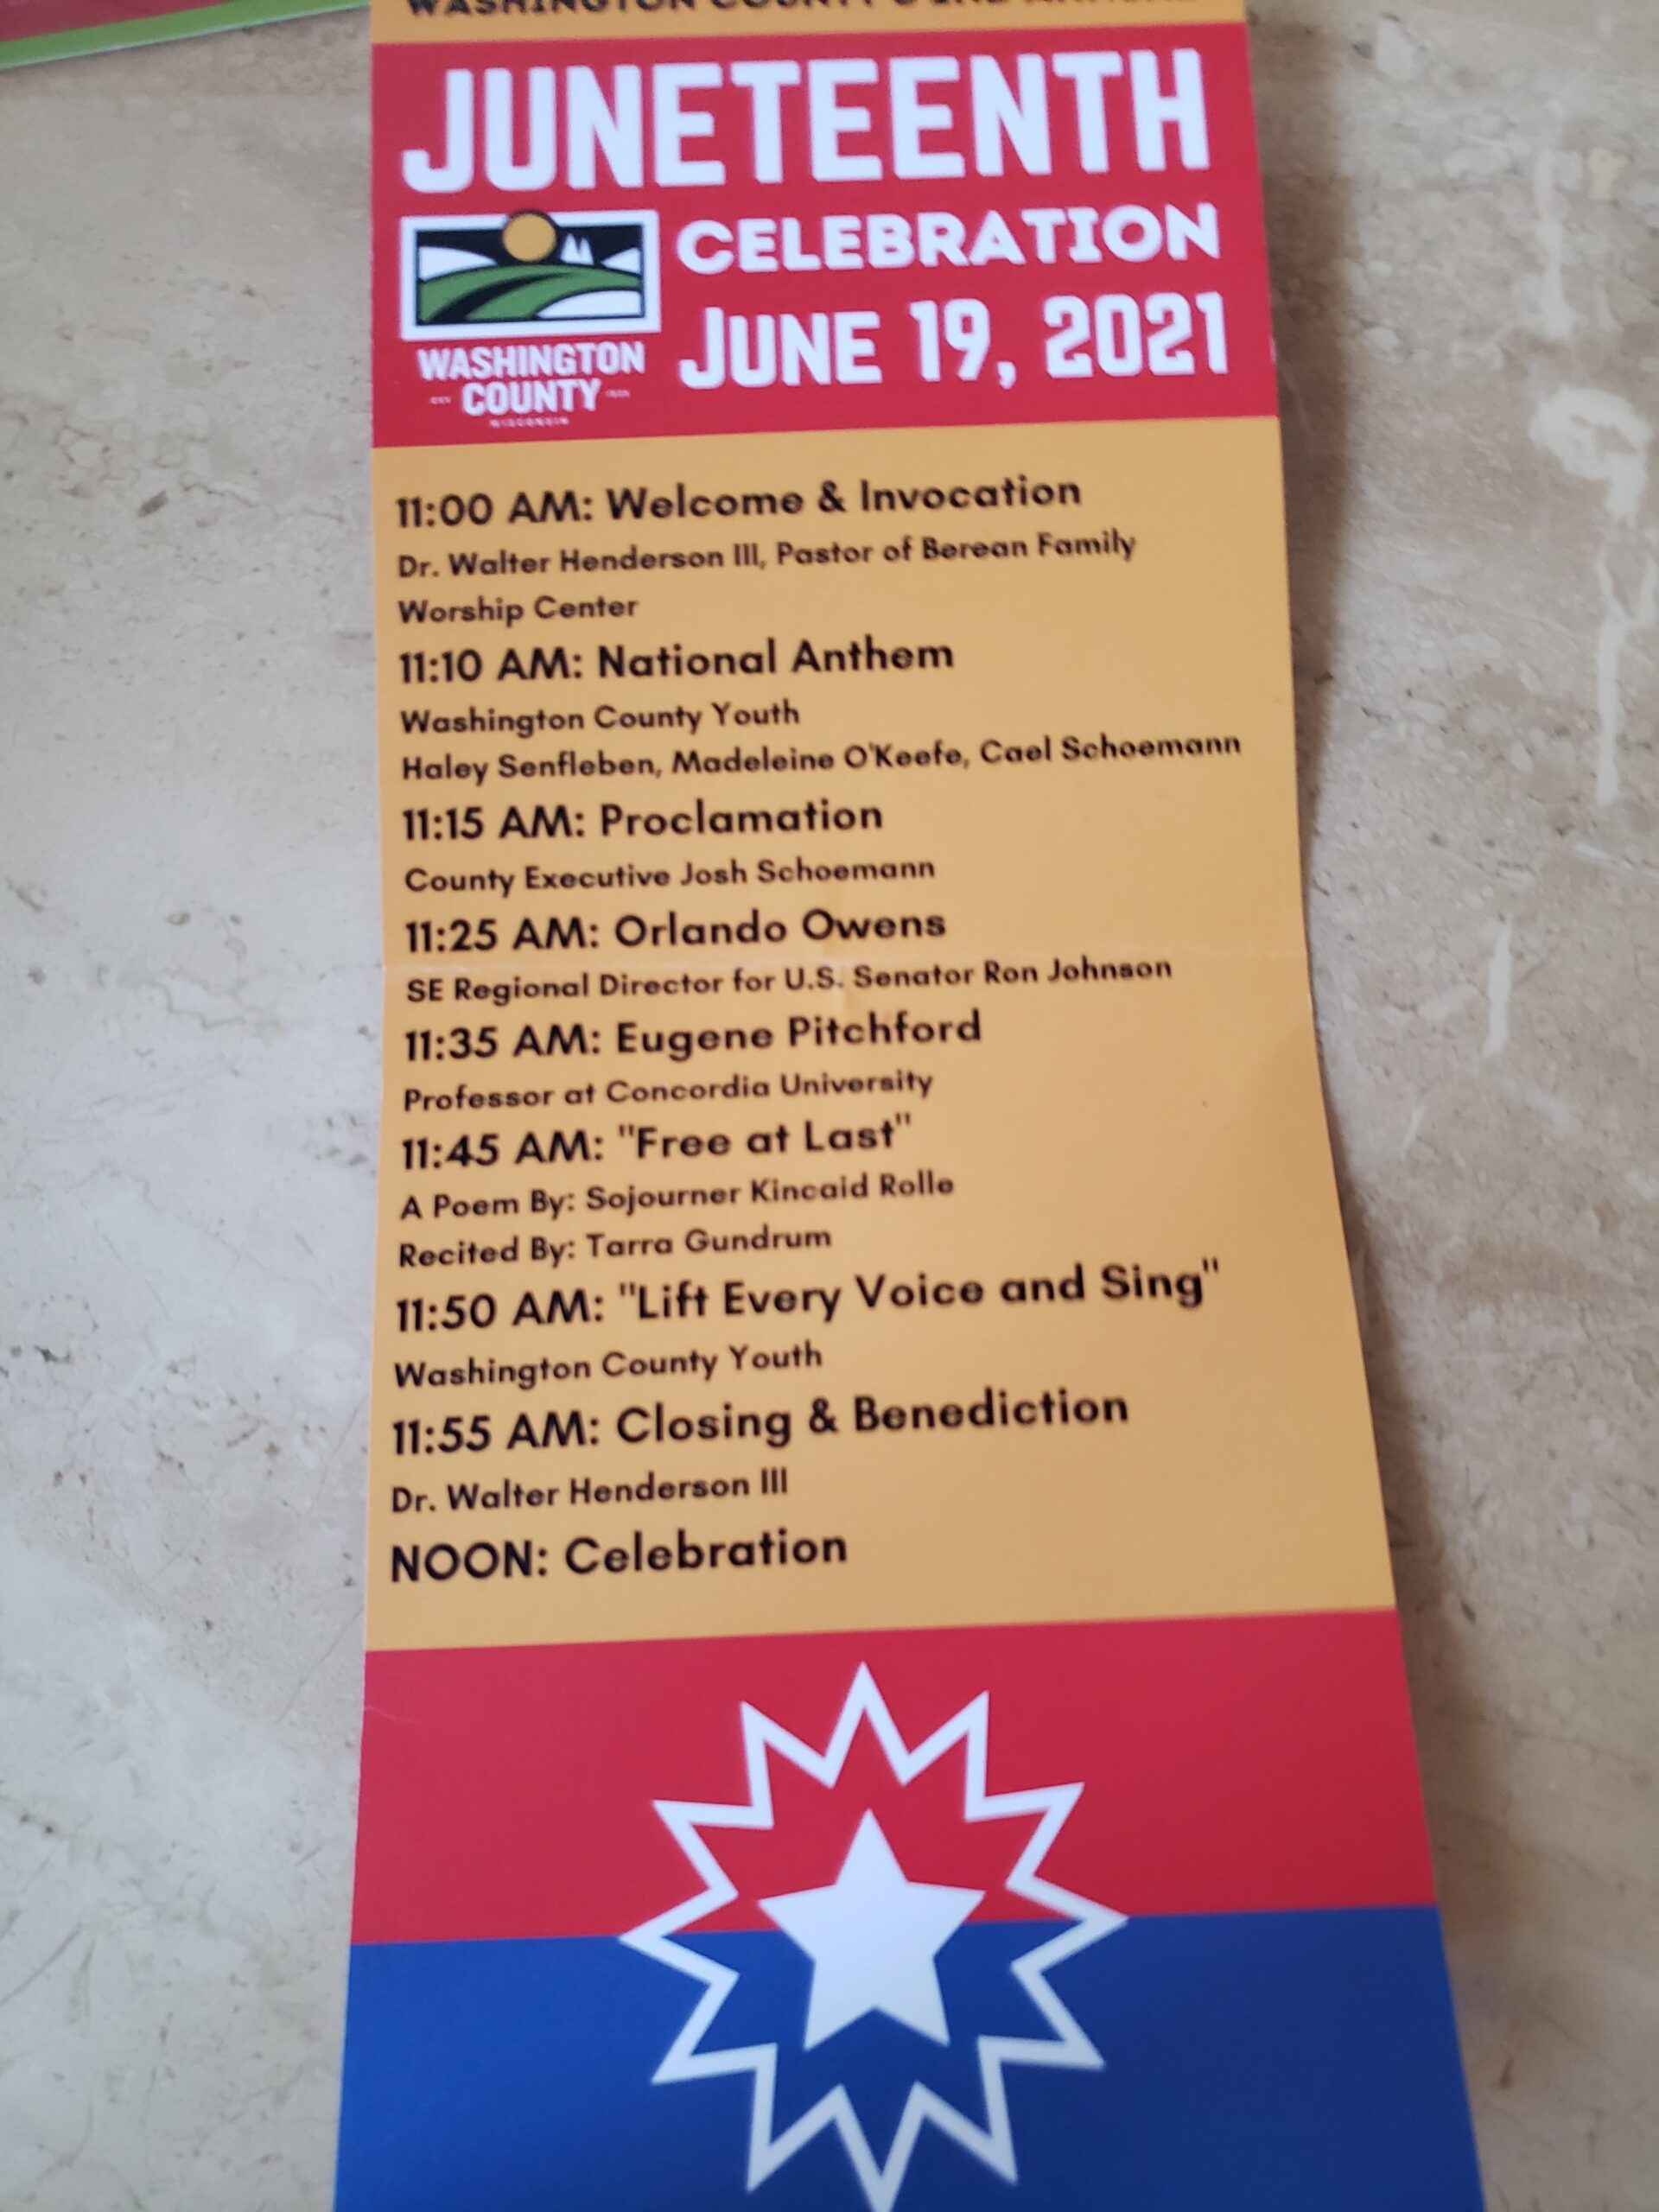 WASHINGTON COUNTY'S 2ND ANNUAL
JUNETEENTH
CELEBRATION
JUNE 19, 2021
WASHINGTON
COUNTY
WISCONSIN
11:00 AM: Welcome & Invocation
Dr. Walter Henderson III, Pastor of Berean Family
Worship Center
11:10 AM: National Anthem
Washington County Youth
Haley Senfleben, Madeleine O'Keefe, Cael Schoemann
11:15 AM: Proclamation
County Executive Josh Schoemann
11:25 AM: Orlando Owens
SE Regional Director for U.S. Senator Ron Johnson
11:35 AM: Eugene Pitchford
Professor at Concordia University
11:45 AM: "Free at Last"
A Poem By: Sojourner Kincaid Rolle
Recited By: Tarra Gundrum
11:50 AM: "Lift Every Voice and Sing"
Washington County Youth
11:55 AM: Closing & Benediction
Dr. Walter Henderson III
NOON: Celebration